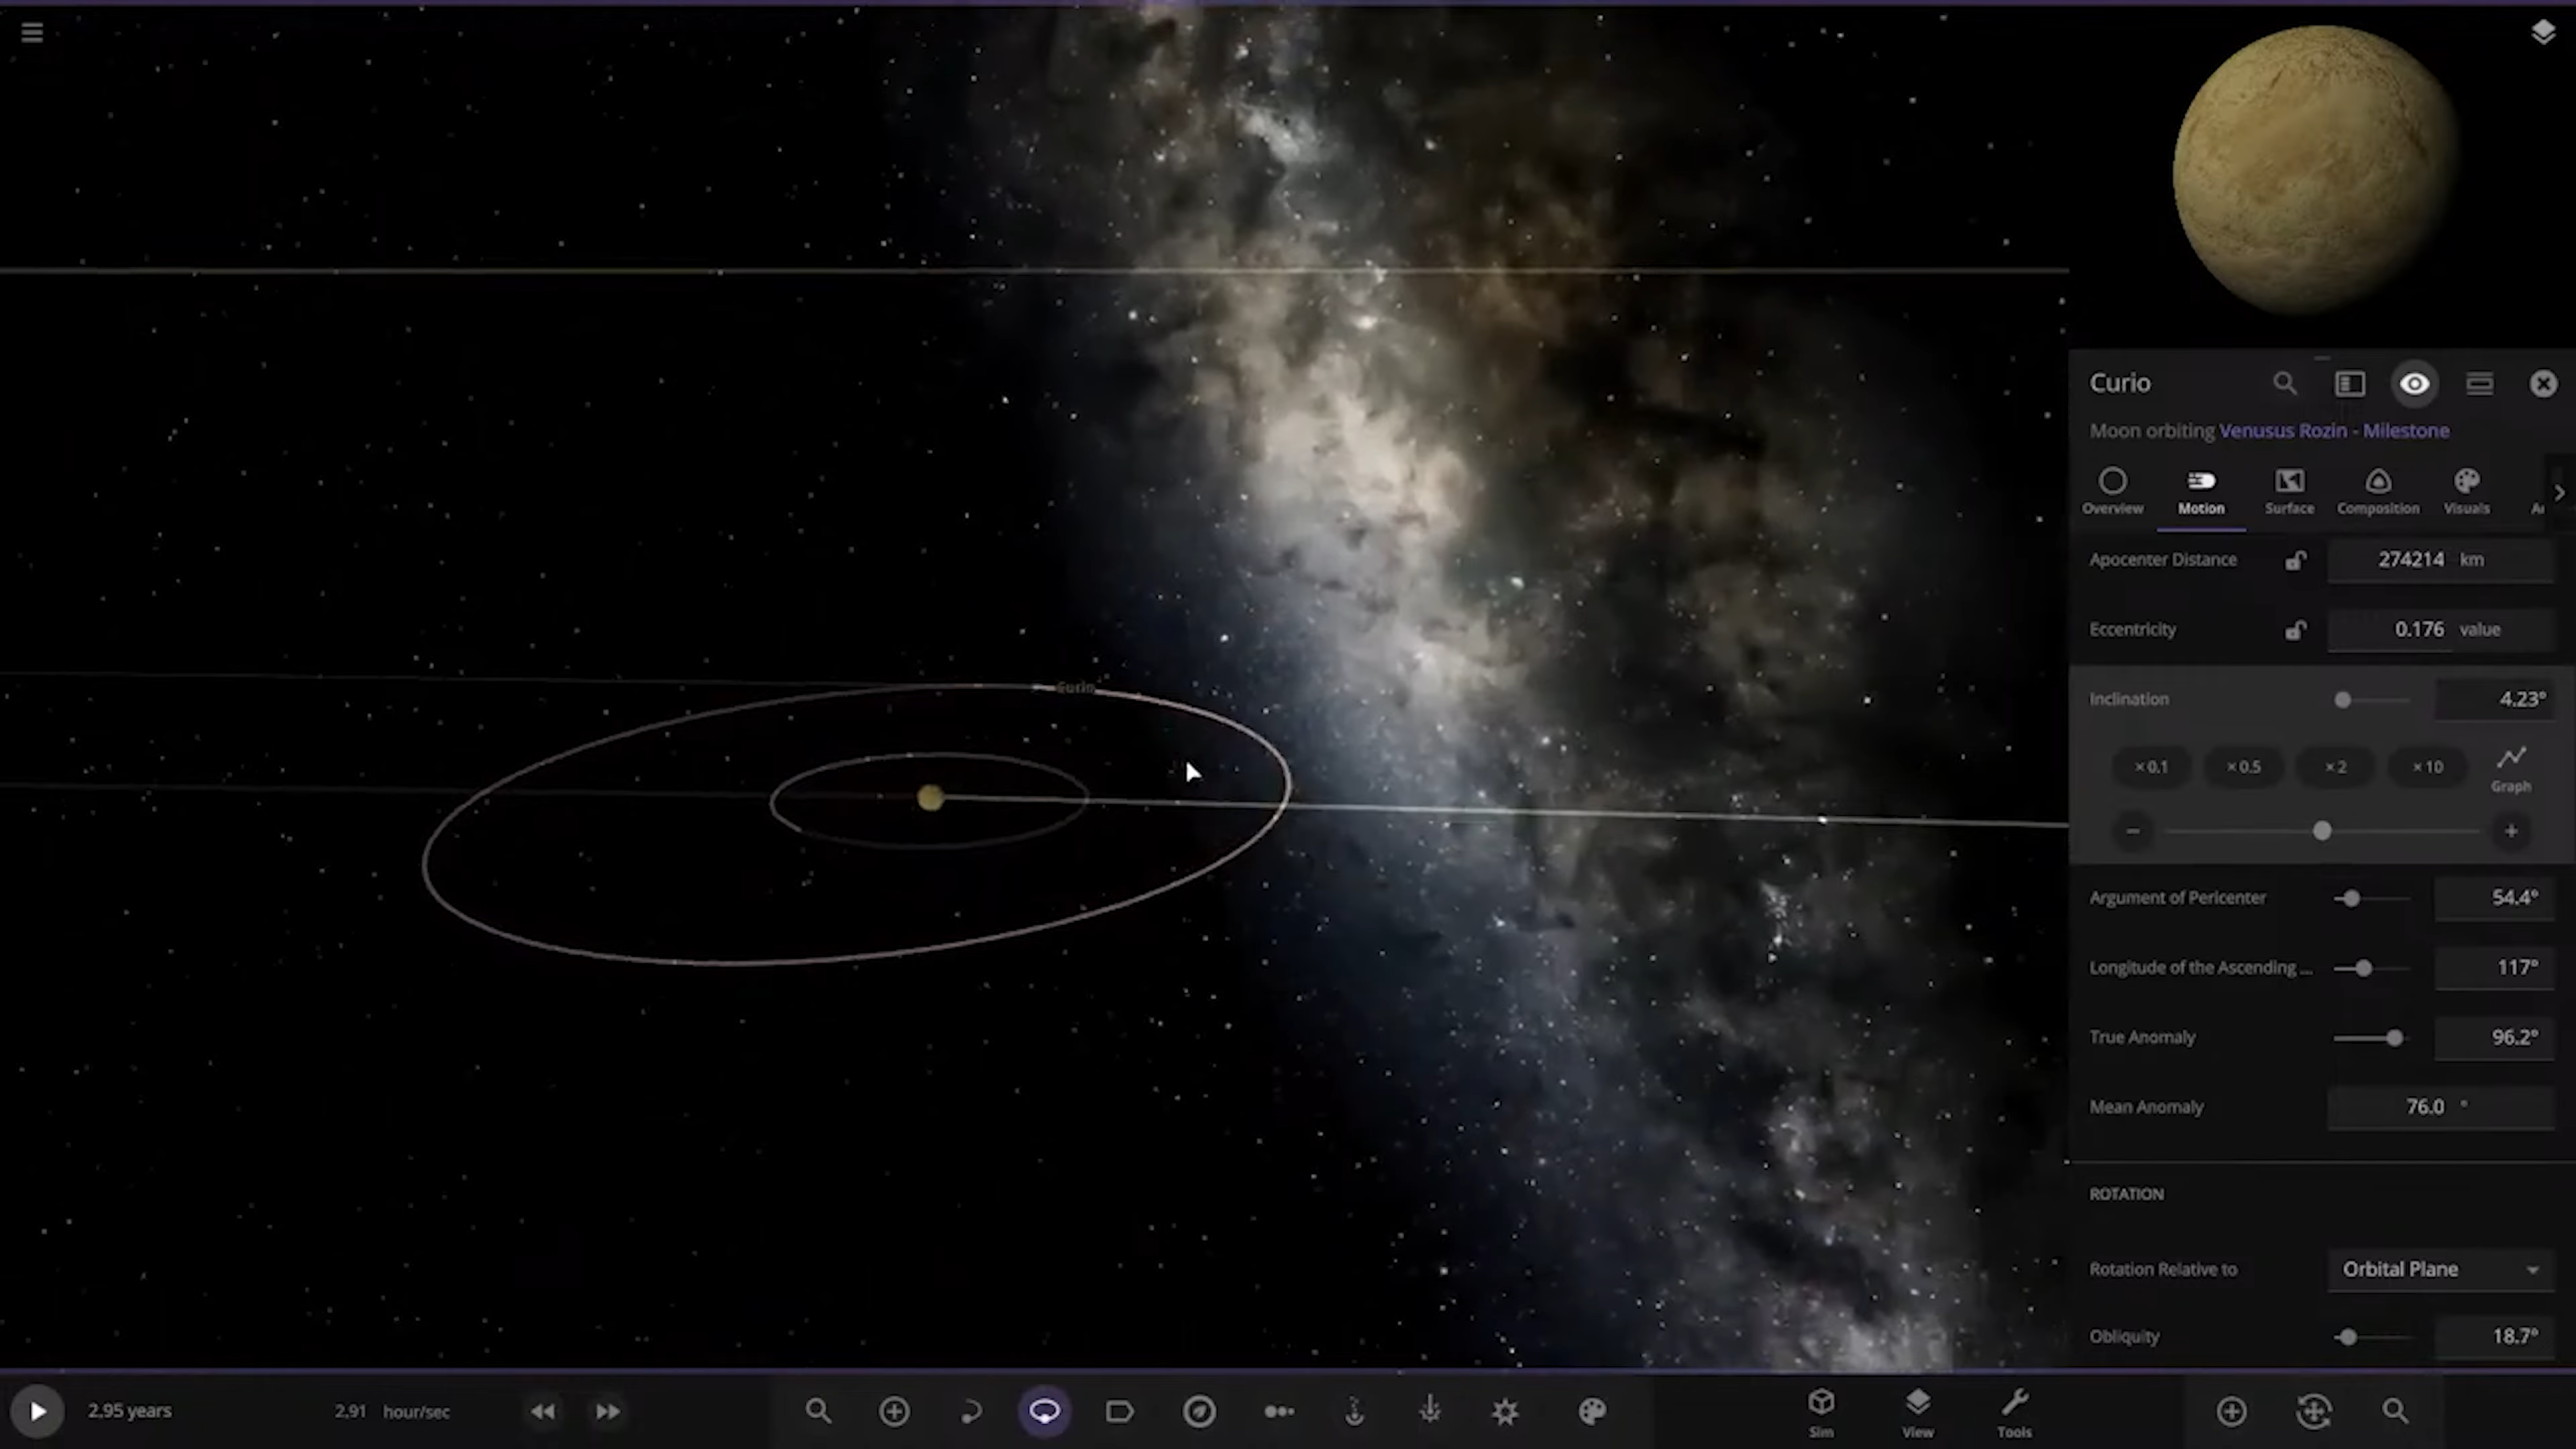 Curio
Moon orbiting Venusus Rozin - Milestone
Overview Motion Surface Composition Visuals
Apocenter Distance 274214 km
Eccentricity 0.176 value
Curio
Inclination 4.23°
×0.1 ×0.5 ×2 ×10 Graph
Argument of Pericenter 54.4°
Longitude of the Ascending ... 117°
True Anomaly 96.2°
Mean Anomaly 76.0 °
ROTATION
Rotation Relative to Orbital Plane
Obliquity 18.7°
2,95 years 2,91 hour/sec
Sim View Tools